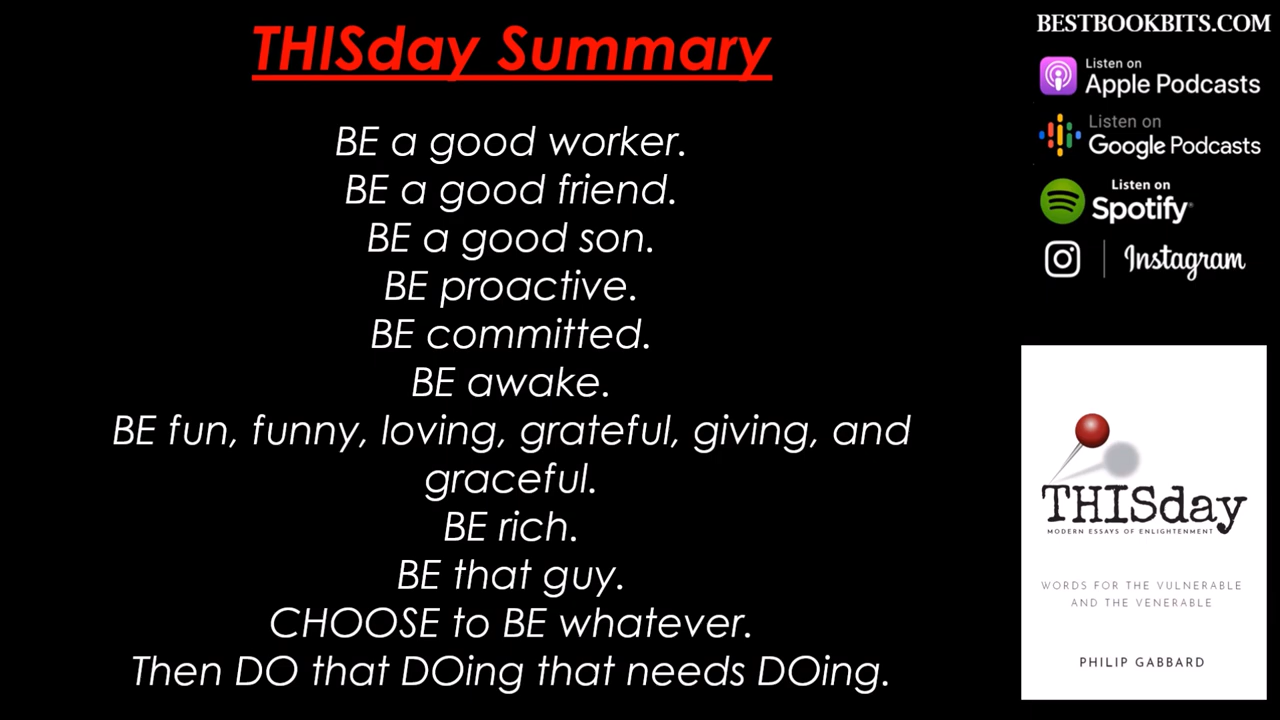 THISday Summary
BE a good worker.
BE a good friend.
BE a good son.
BE proactive.
BE committed.
BE awake.
BE fun, funny, loving, grateful, giving, and
graceful.
BE rich.
BE that guy.
CHOOSE to BE whatever.
Then DO that DOing that needs DOing.
BESTBOOKBITS.COM
Listen on
Apple Podcasts
Listen on
Google Podcasts
Listen on
Spotify
Instagram
THISday
MODERN ESSAYS OF ENLIGHTENMENT
WORDS FOR THE VULNERABLE
AND THE VENERABLE
PHILIP GABBARD